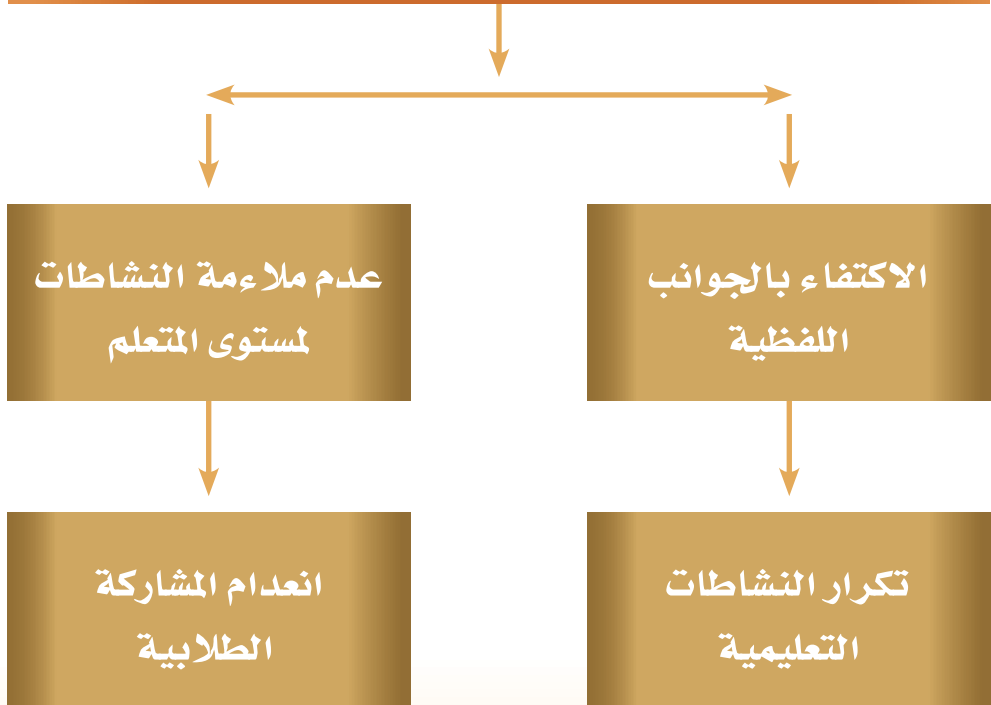 الاكتفاء بالجوانب
اللفظية
عدم ملاءمة النشاطات
لمستوى المتعلم
تكرار النشاطات
التعليمية
انعدام المشاركة
الطلابية